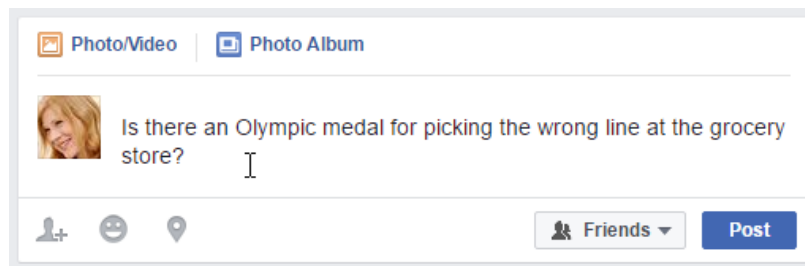 Photo/Video Photo Album
Is there an Olympic medal for picking the wrong line at the grocery
store?
Friends Post